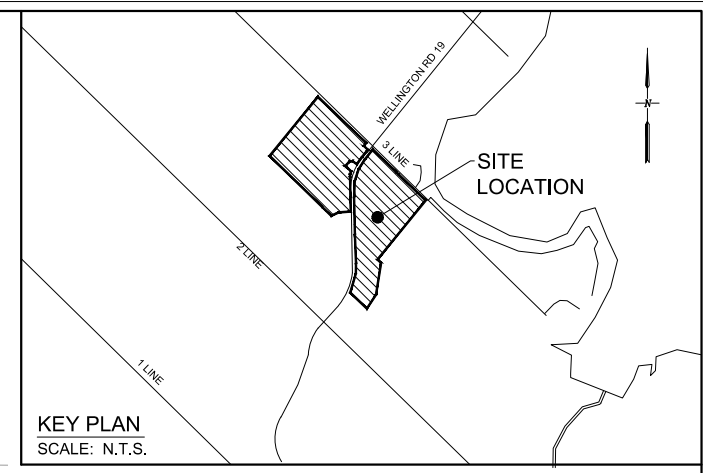 WELLINGTON RD 19
N
3 LINE
SITE
LOCATION
2 LINE
1 LINE
KEY PLAN
SCALE: N.T.S.